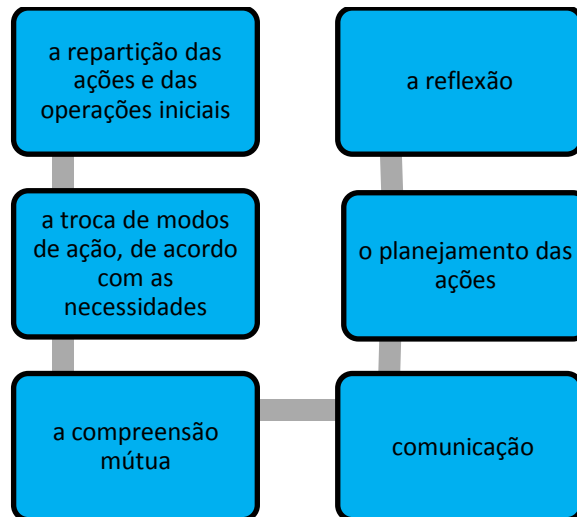 a repartição das
ações e das
operações iniciais
a troca de modos
de ação, de acordo
com as
necessidades
a compreensão
mútua
comunicação
o planejamento das
ações
a reflexão